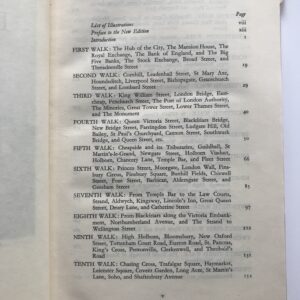 Page
List of Illustrations vii
Preface to the New Edition xiii
Introduction 1
FIRST WALK: The Hub of the City, The Mansion House, The
Royal Exchange, The Bank of England, and The Big
Five Banks, The Stock Exchange, Broad Street, and
Threadneedle Street
SECOND WALK: Cornhill, Leadenhall Street, St Mary Axe,
Houndsditch, Liverpool Street, Bishopsgate, Gracechurch
Street, and Lombard Street
THIRD WALK: King William Street, London Bridge, East-
cheap, Fenchurch Street, The Port of London Authority,
The Minories, Great Tower Street, Lower Thames Street,
and The Monument
FOURTH WALK: Queen Victoria Street, Blackfriars Bridge,
New Bridge Street, Farringdon Street, Ludgate Hill, Old
Bailey, St Paul's Churchyard, Cannon Street, Southwark
Bridge, and Queen Street
FIFTH WALK: Cheapside and its Tributaries, Guildhall, St
Martin's-le-Grand, Newgate Street, Holborn Viaduct,
Holborn, Chancery Lane, Temple Bar, and Fleet Street
SIXTH WALK: Princes Street, Moorgate, London Wall, Fins-
bury Circus, Finsbury Square, Bunhill Fields, Cromwell
Street, Fore Street, Barbican, Aldersgate Street, and
Gresham Street
SEVENTH WALK: From Temple Bar to the Law Courts,
Strand, Aldwych, Kingsway, Lincoln's Inn, Great Queen
Street, Drury Lane, and Catherine Street
EIGHTH WALK: From Blackfriars along the Victoria Embank-
ment, Northumberland Avenue, and The Strand to
Wellington Street
NINTH WALK: High Holborn, Bloomsbury, New Oxford
Street, Tottenham Court Road, Euston Road, St Pancras,
King's Cross, Pentonville, Clerkenwell, and Theobald's
Road
TENTH WALK: Charing Cross, Trafalgar Square, Haymarket,
Leicester Square, Covent Garden, Long Acre, St Martin's
Lane, Soho, and Shaftesbury Avenue
v